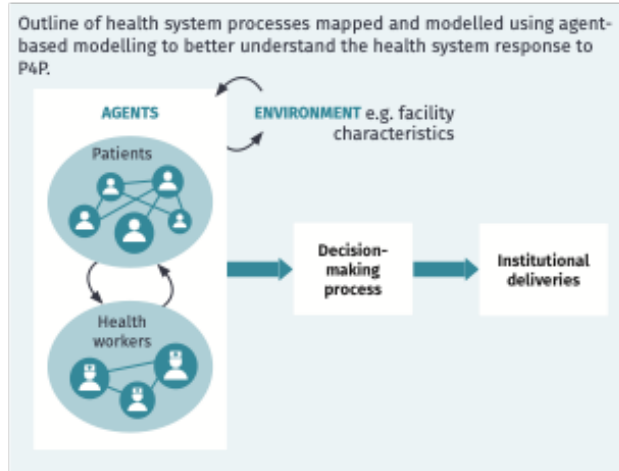 Outline of health system processes mapped and modelled using agent-
based modelling to better understand the health system response to
P4P.
AGENTS
ENVIRONMENT e.g. facility
characteristics
Patients
Health
workers
Decision-
making
process
Institutional
deliveries